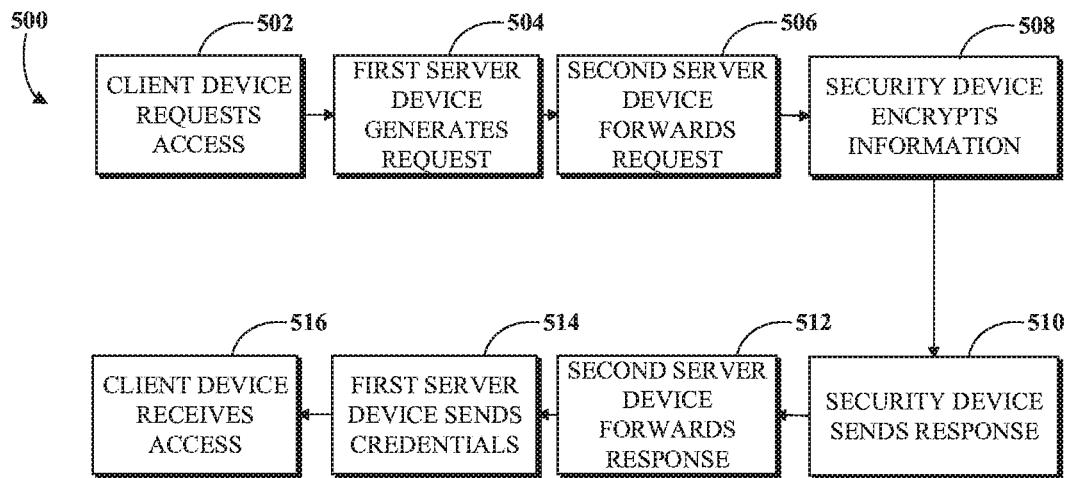 500
502
504
506
508
CLIENT DEVICE
REQUESTS
ACCESS
FIRST SERVER
DEVICE
GENERATES
REQUEST
SECOND SERVER
DEVICE
FORWARDS
REQUEST
SECURITY DEVICE
ENCRYPTS
INFORMATION
516
514
512
510
CLIENT DEVICE
RECEIVES
ACCESS
FIRST SERVER
DEVICE SENDS
CREDENTIALS
SECOND SERVER
DEVICE
FORWARDS
RESPONSE
SECURITY DEVICE
SENDS RESPONSE